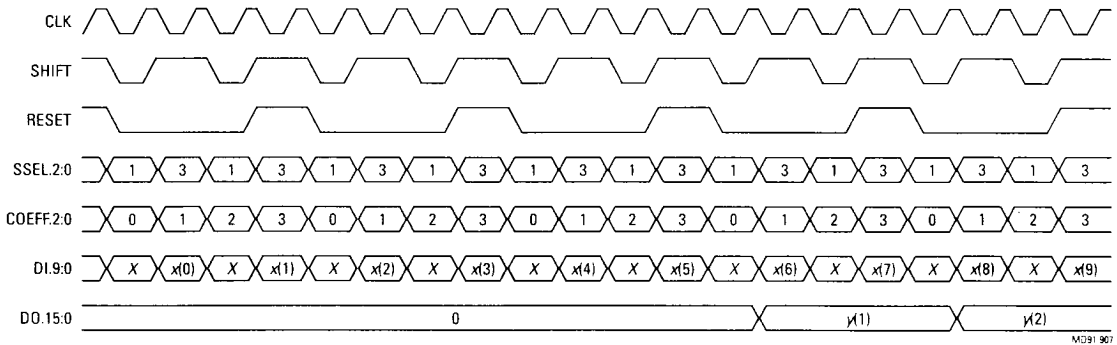 CLK
SHIFT
RESET
SSEL.2:0 1 3 1 3 1 3 1 3 1 3 1 3 1 3 1 3 1 3 1 3
COEFF.2:0 0 1 2 3 0 1 2 3 0 1 2 3 0 1 2 3 0 1 2 3
DI.9:0 X x(0) X x(1) X x(2) X x(3) X x(4) X x(5) X x(6) X x(7) X x(8) X x(9)
DO.15:0 0 y(1) y(2)
MD91 907